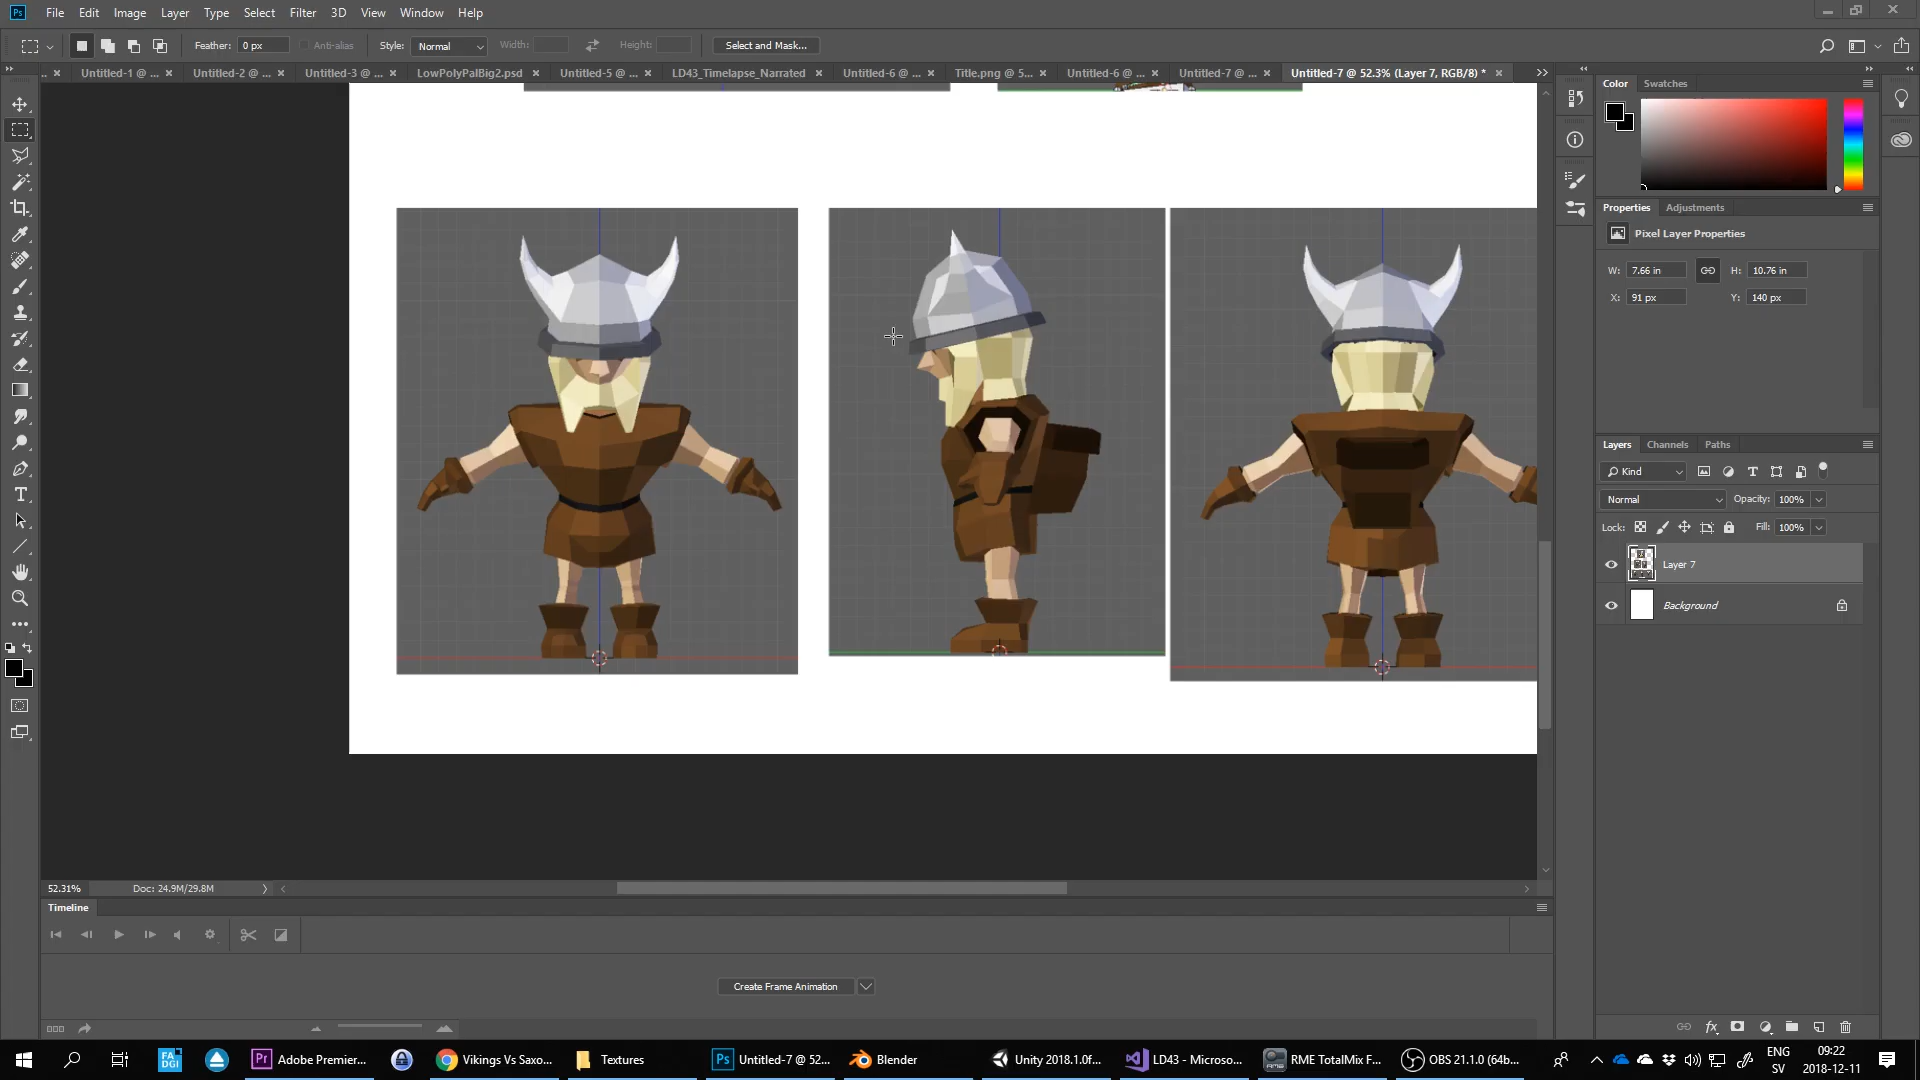 Ps File Edit Image Layer Type Select Filter 3D View Window Help
Feather: 0 px Anti-alias Style: Normal Width: Height: Select and Mask...
.. × Untitled-1 @ ... × Untitled-2 @ ... × Untitled-3 @ ... × LowPolyPalBig2.psd × Untitled-5 @ ... × LD43_Timelapse_Narrated × Untitled-6 @ ... × Title.png @ 5... × Untitled-6 @ ... × Untitled-7 @ ... × Untitled-7 @ 52.3% (Layer 7, RGB/8) * ×
Color Swatches
Properties Adjustments
Pixel Layer Properties
W: 7.66 in H: 10.76 in
X: 91 px Y: 140 px
Layers Channels Paths
Kind
Normal Opacity: 100%
Lock: Fill: 100%
Layer 7
Background
52.31% Doc: 24.9M/29.8M
Timeline
Create Frame Animation
FA DGI
Pr Adobe Premier...
Vikings Vs Saxo...
Textures
Ps Untitled-7 @ 52...
Blender
Unity 2018.1.0f...
LD43 - Microso...
RME TotalMix F...
OBS 21.1.0 (64b...
ENG
SV
09:22
2018-12-11